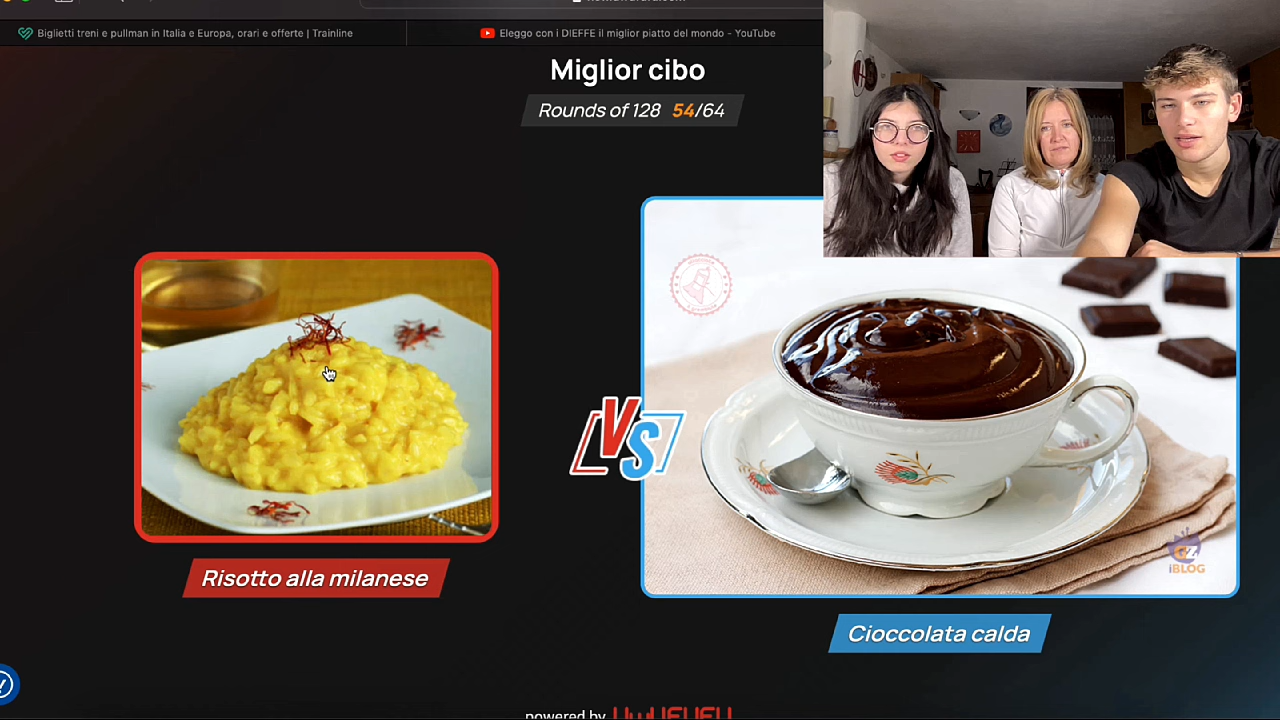 Biglietti treni e pullman in Italia e Europa, orari e offerte | Trainline
Eleggo con i DIEFFE il miglior piatto del mondo - YouTube
Miglior cibo
Rounds of 128 54/64
VS
Risotto alla milanese
Cioccolata calda
GZ
iBLOG
powered by